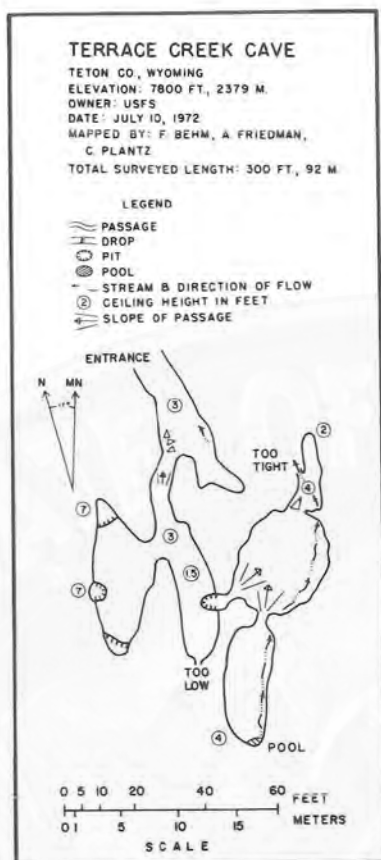 TERRACE CREEK CAVE
TETON CO., WYOMING
ELEVATION: 7800 FT., 2379 M.
OWNER: USFS
DATE: JULY 10, 1972
MAPPED BY: F. BEHM, A. FRIEDMAN,
C. PLANTZ
TOTAL SURVEYED LENGTH: 300 FT., 92 M
LEGEND
PASSAGE
DROP
PIT
POOL
STREAM & DIRECTION OF FLOW
2 CEILING HEIGHT IN FEET
SLOPE OF PASSAGE
ENTRANCE
N MN
3
2
TOO
TIGHT
4
7
3
1.5
7
TOO
LOW
4
POOL
0 5 10 20 40 60 FEET
0 1 5 10 15 METERS
SCALE